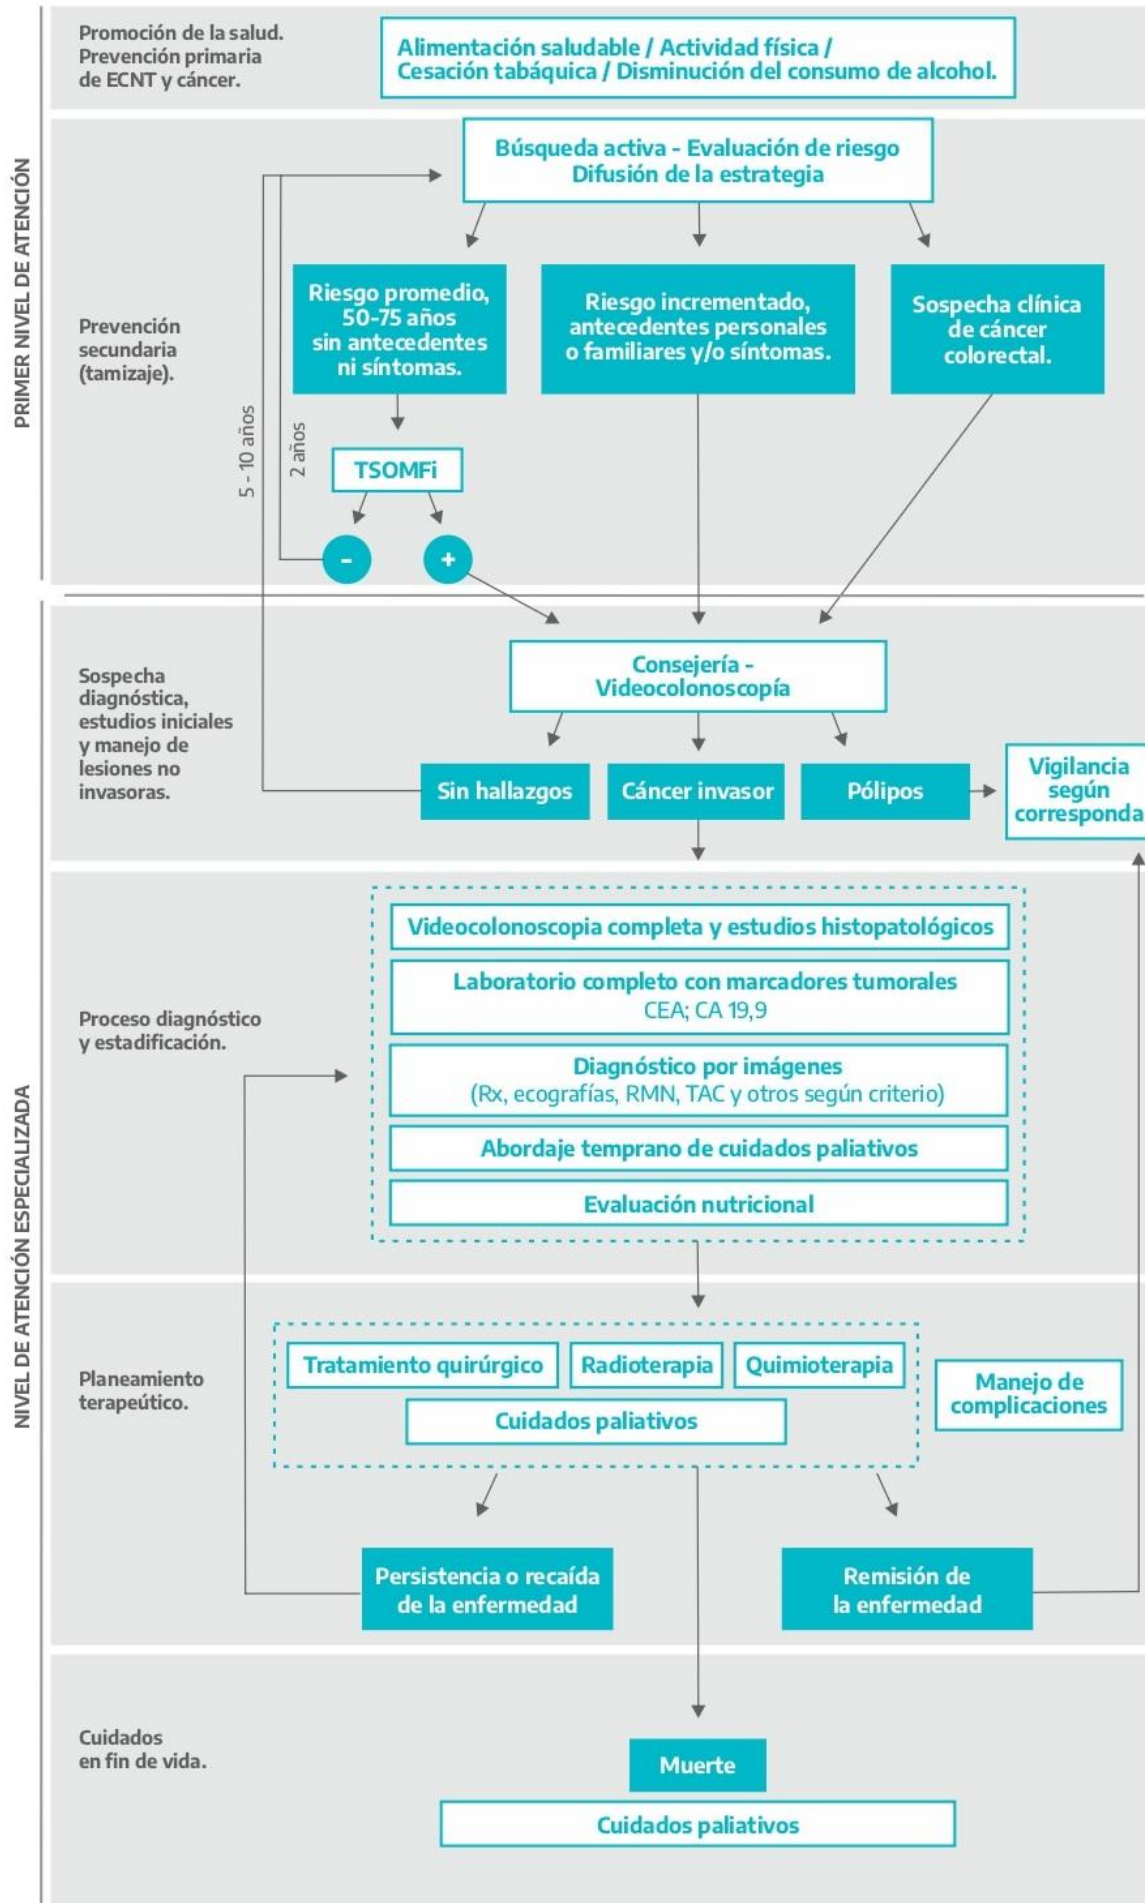 PRIMER NIVEL DE ATENCIÓN
Promoción de la salud.
Prevención primaria
de ECNT y cáncer.
Alimentación saludable / Actividad física /
Cesación tabáquica / Disminución del consumo de alcohol.
Búsqueda activa - Evaluación de riesgo
Difusión de la estrategia
Prevención
secundaria
(tamizaje).
Riesgo promedio,
50-75 años
sin antecedentes
ni síntomas.
Riesgo incrementado,
antecedentes personales
o familiares y/o síntomas.
Sospecha clínica
de cáncer
colorectal.
5 - 10 años
2 años
TSOMFi
-
+
NIVEL DE ATENCIÓN ESPECIALIZADA
Sospecha
diagnóstica,
estudios iniciales
y manejo de
lesiones no
invasoras.
Consejería -
Videocolonoscopía
Sin hallazgos
Cáncer invasor
Pólipos
Vigilancia
según
corresponda
Proceso diagnóstico
y estadificación.
Videocolonoscopia completa y estudios histopatológicos
Laboratorio completo con marcadores tumorales
CEA; CA 19,9
Diagnóstico por imágenes
(Rx, ecografías, RMN, TAC y otros según criterio)
Abordaje temprano de cuidados paliativos
Evaluación nutricional
Planeamiento
terapeútico.
Tratamiento quirúrgico
Radioterapia
Quimioterapia
Cuidados paliativos
Manejo de
complicaciones
Persistencia o recaída
de la enfermedad
Remisión de
la enfermedad
Cuidados
en fin de vida.
Muerte
Cuidados paliativos